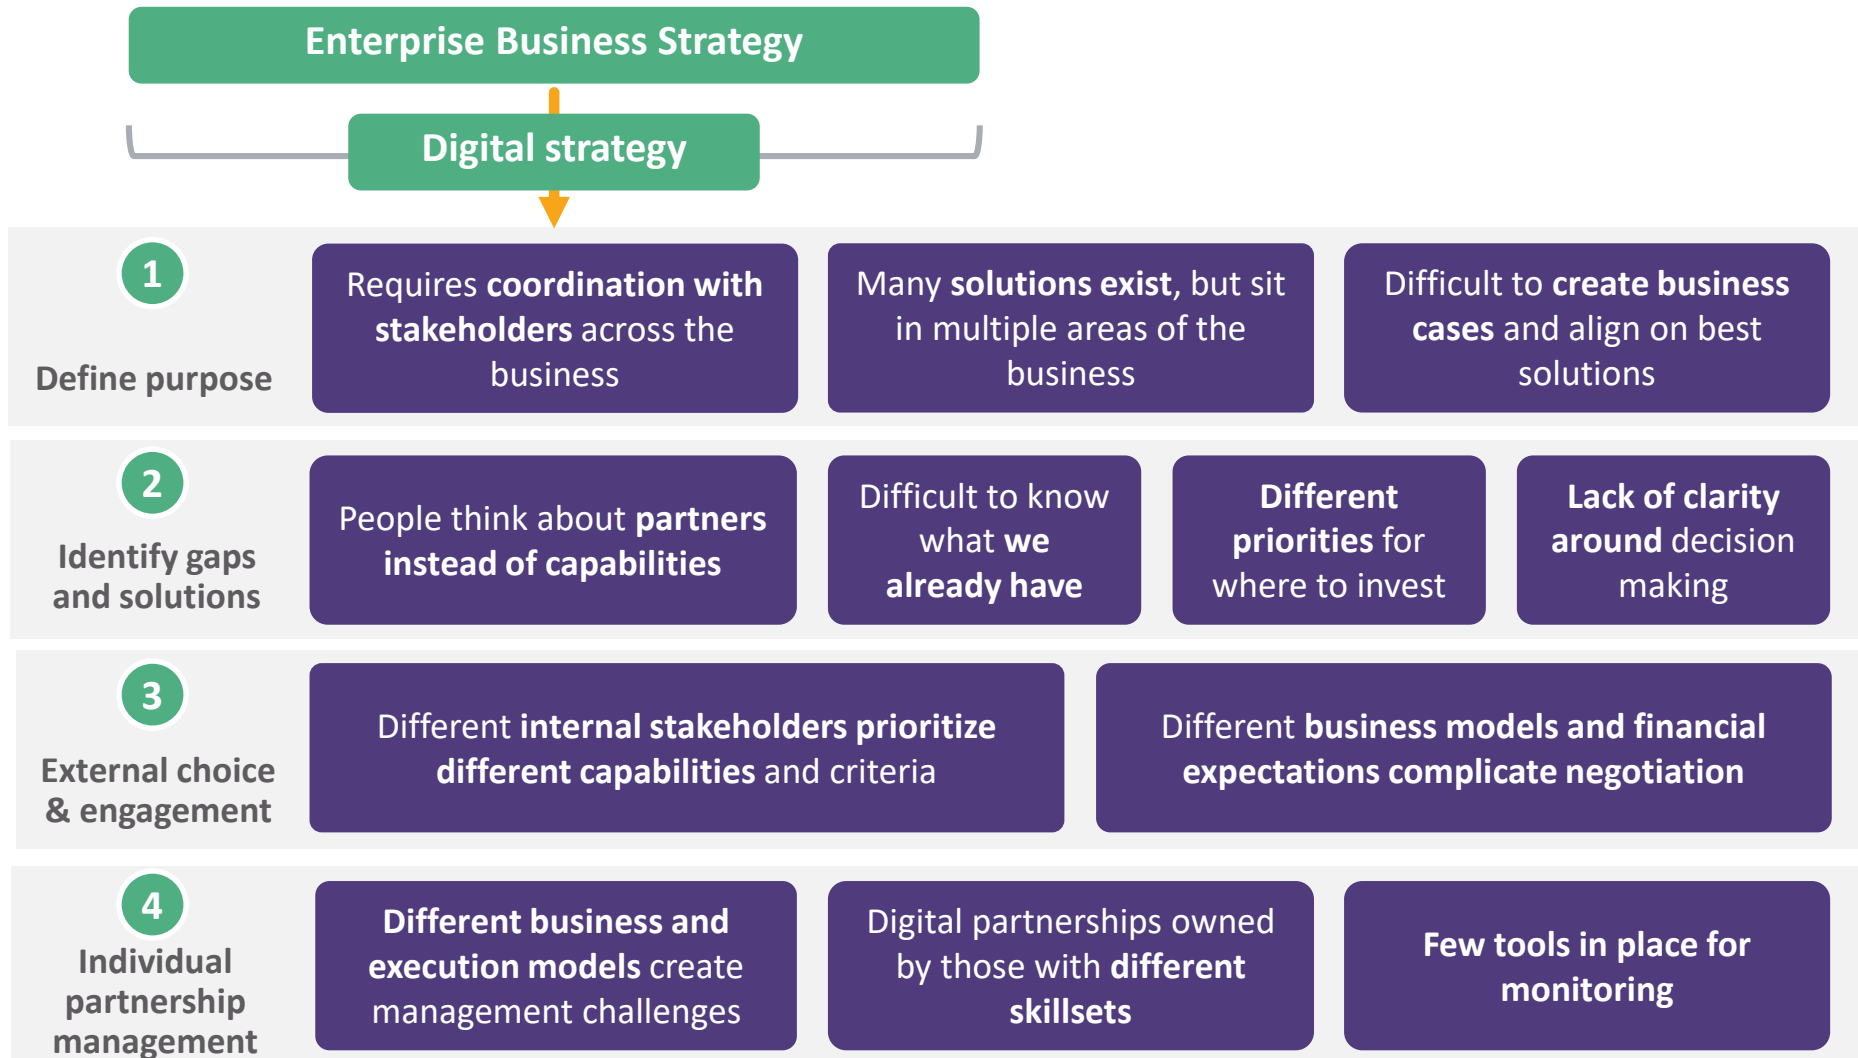 Enterprise Business Strategy
Digital strategy
1
Define purpose
Requires coordination with
stakeholders across the
business
Many solutions exist, but sit
in multiple areas of the
business
Difficult to create business
cases and align on best
solutions
2
Identify gaps
and solutions
People think about partners
instead of capabilities
Difficult to know
what we
already have
Different
priorities for
where to invest
Lack of clarity
around decision
making
3
External choice
& engagement
Different internal stakeholders prioritize
different capabilities and criteria
Different business models and financial
expectations complicate negotiation
4
Individual
partnership
management
Different business and
execution models create
management challenges
Digital partnerships owned
by those with different
skillsets
Few tools in place for
monitoring